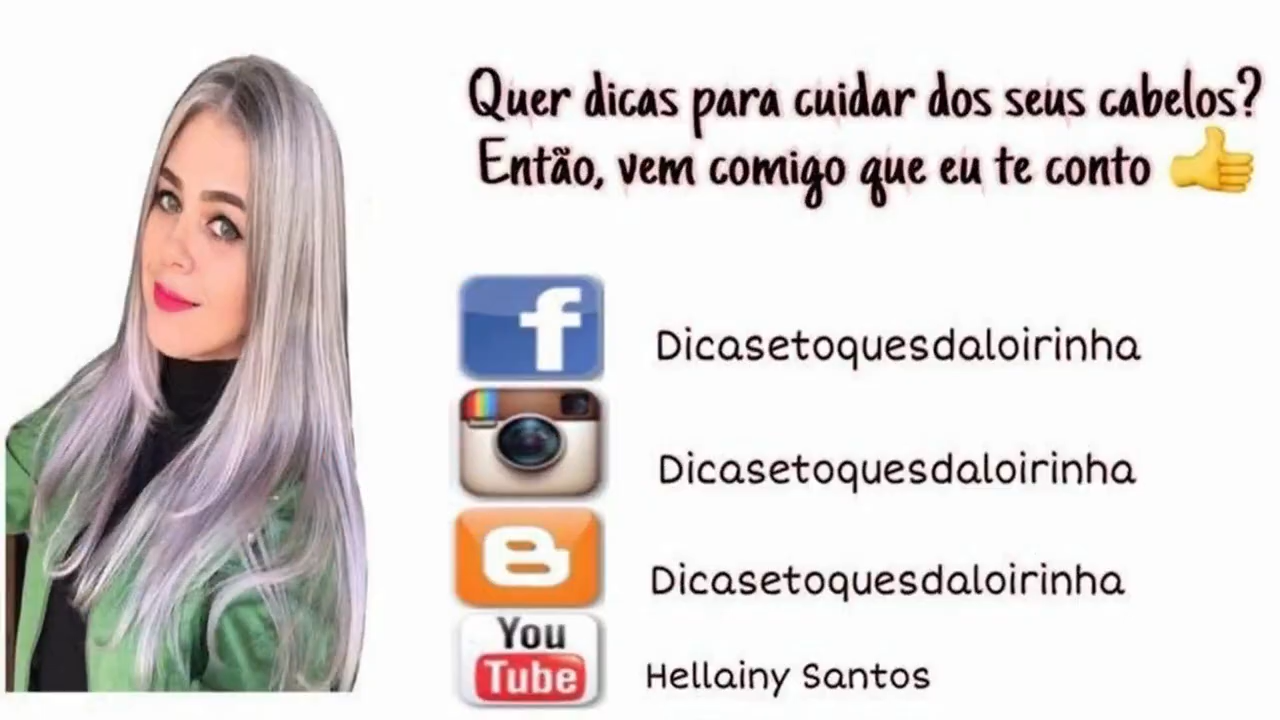 Quer dicas para cuidar dos seus cabelos?
Então, vem comigo que eu te conto
f
Dicasetoquesdaloirinha
Dicasetoquesdaloirinha
B
Dicasetoquesdaloirinha
You
Tube
Hellainy Santos